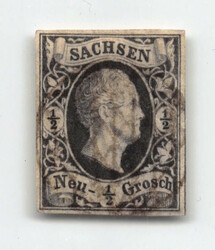 SACHSEN
½ ½
Neu- ½ Grosch